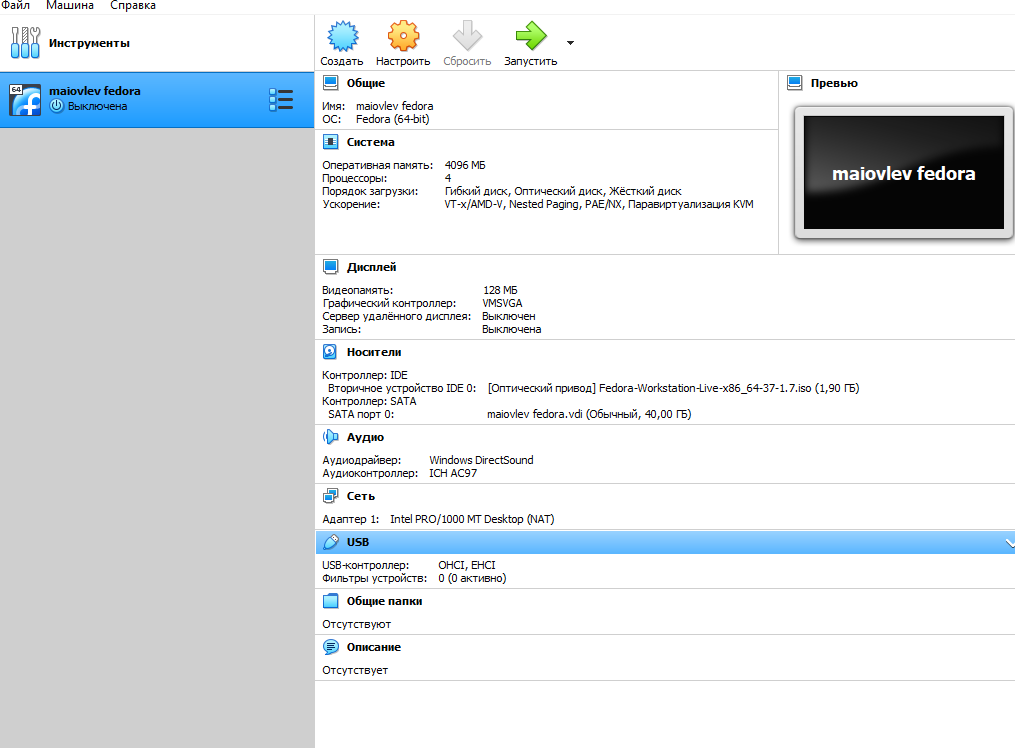 Файл Машина Справка
Инструменты
64
maiovlev fedora
Выключена
Создать Настроить Сбросить Запустить
Общие
Имя: maiovlev fedora
ОС: Fedora (64-bit)
Система
Оперативная память: 4096 МБ
Процессоры: 4
Порядок загрузки: Гибкий диск, Оптический диск, Жёсткий диск
Ускорение: VT-x/AMD-V, Nested Paging, PAE/NX, Паравиртуализация KVM
Превью
maiovlev fedora
Дисплей
Видеопамять: 128 МБ
Графический контроллер: VMSVGA
Сервер удалённого дисплея: Выключен
Запись: Выключена
Носители
Контроллер: IDE
Вторичное устройство IDE 0: [Оптический привод] Fedora-Workstation-Live-x86_64-37-1.7.iso (1,90 ГБ)
Контроллер: SATA
SATA порт 0: maiovlev fedora.vdi (Обычный, 40,00 ГБ)
Аудио
Аудиодрайвер: Windows DirectSound
Аудиоконтроллер: ICH AC97
Сеть
Адаптер 1: Intel PRO/1000 MT Desktop (NAT)
USB
USB-контроллер: OHCI, EHCI
Фильтры устройств: 0 (0 активно)
Общие папки
Отсутствуют
Описание
Отсутствует